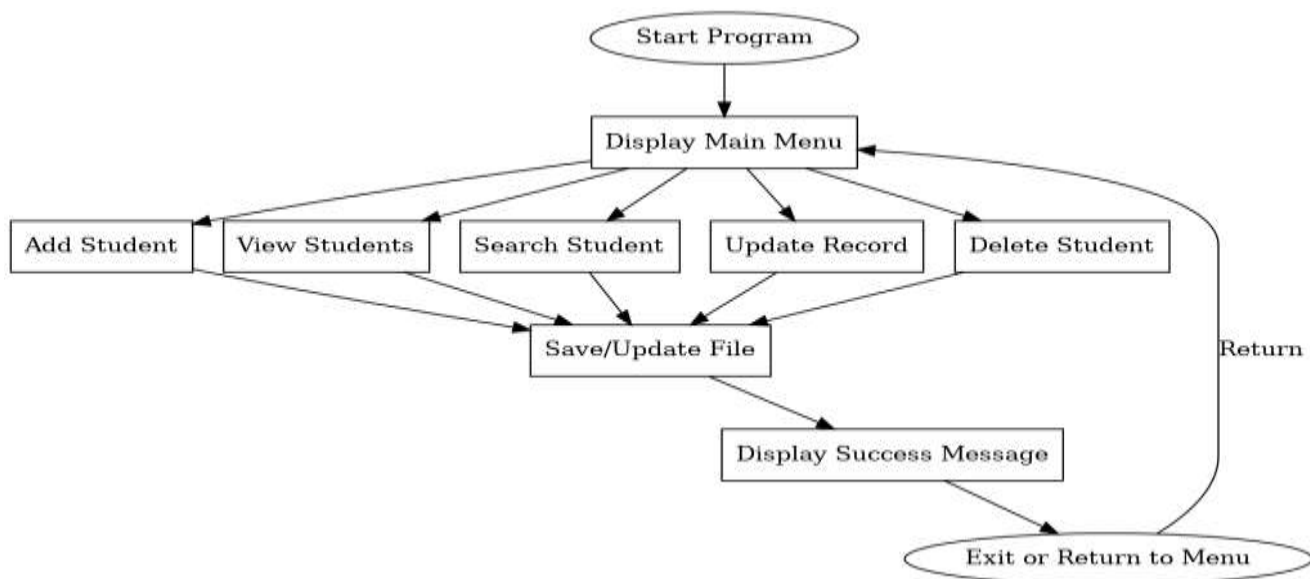 Start Program
Display Main Menu
Add Student
View Students
Search Student
Update Record
Delete Student
Save/Update File
Return
Display Success Message
Exit or Return to Menu